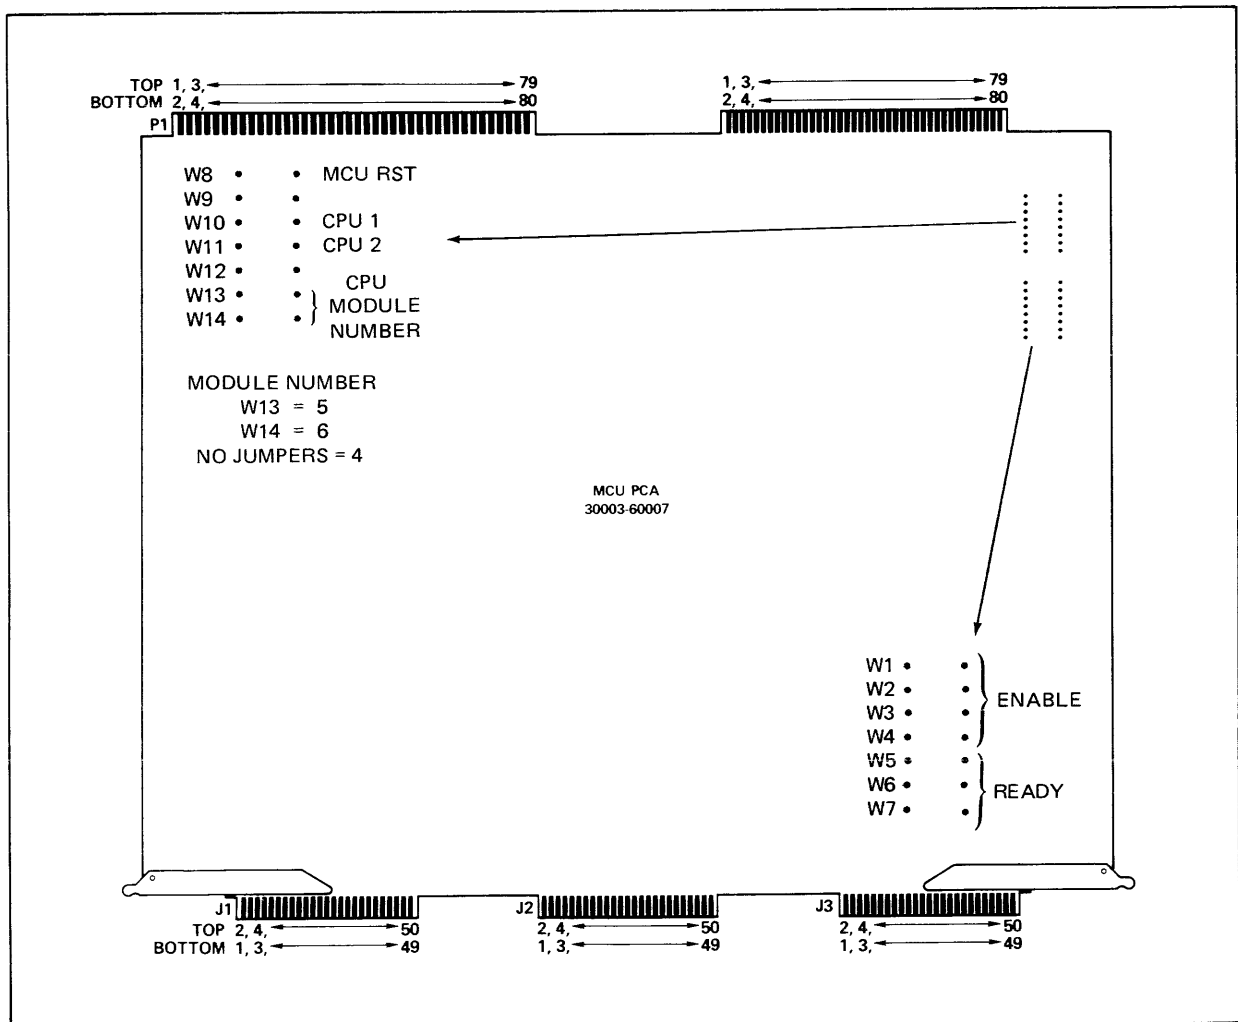 TOP 1, 3, 79
BOTTOM 2, 4, 80
1, 3, 79
2, 4, 80
P1
W8 MCU RST
W9
W10 CPU 1
W11 CPU 2
W12
W13
W14
CPU
MODULE
NUMBER
MODULE NUMBER
W13 = 5
W14 = 6
NO JUMPERS = 4
MCU PCA
30003-60007
W1
W2
W3
W4
ENABLE
W5
W6
W7
READY
J1
TOP 2, 4, 50
BOTTOM 1, 3, 49
J2
2, 4, 50
1, 3, 49
J3
2, 4, 50
1, 3, 49